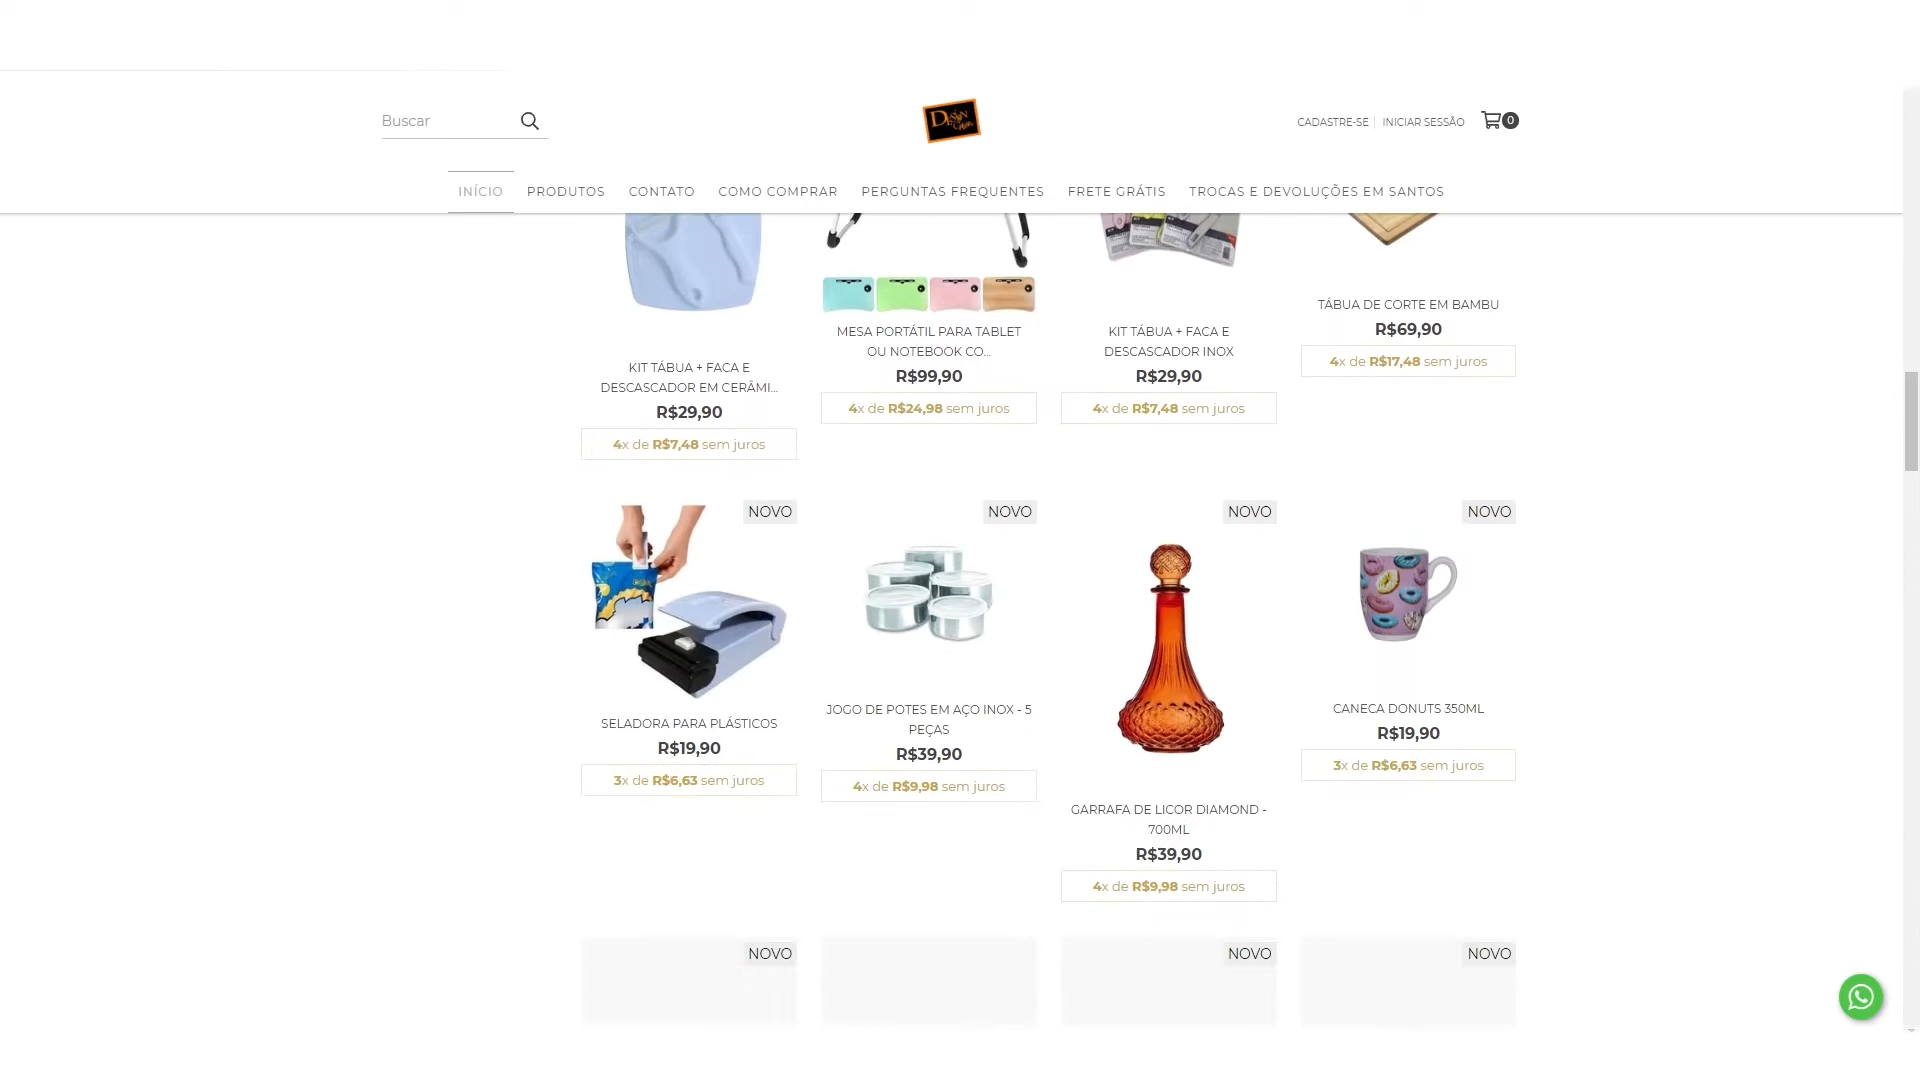 Buscar
CADASTRE-SE
INICIAR SESSÃO
0
INÍCIO
PRODUTOS
CONTATO
COMO COMPRAR
PERGUNTAS FREQUENTES
FRETE GRÁTIS
TROCAS E DEVOLUÇÕES EM SANTOS
KIT TÁBUA + FACA E
DESCASCADOR EM CERÂMI...
R$29,90
4x de R$7,48 sem juros
MESA PORTÁTIL PARA TABLET
OU NOTEBOOK CO...
R$99,90
4x de R$24,98 sem juros
KIT TÁBUA + FACA E
DESCASCADOR INOX
R$29,90
4x de R$7,48 sem juros
TÁBUA DE CORTE EM BAMBU
R$69,90
4x de R$17,48 sem juros
NOVO
SELADORA PARA PLÁSTICOS
R$19,90
3x de R$6,63 sem juros
NOVO
JOGO DE POTES EM AÇO INOX - 5
PEÇAS
R$39,90
4x de R$9,98 sem juros
NOVO
GARRAFA DE LICOR DIAMOND -
700ML
R$39,90
4x de R$9,98 sem juros
NOVO
CANECA DONUTS 350ML
R$19,90
3x de R$6,63 sem juros
NOVO
NOVO
NOVO